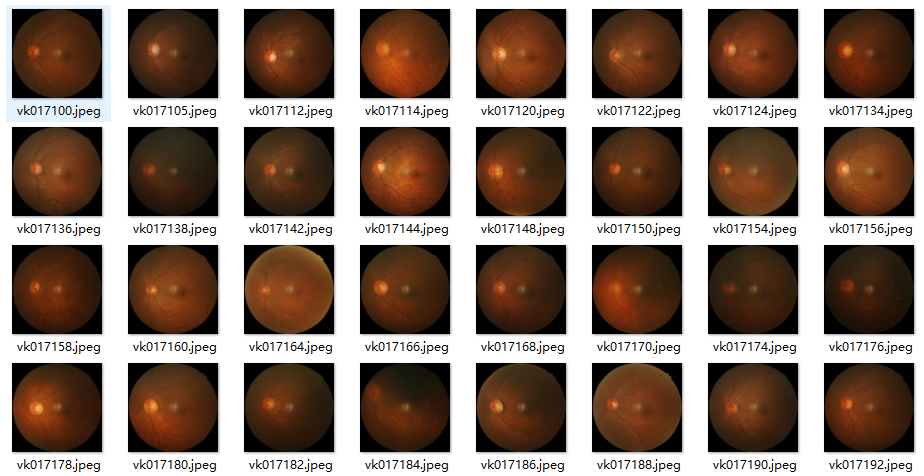 vk017100.jpeg vk017105.jpeg vk017112.jpeg vk017114.jpeg vk017120.jpeg vk017122.jpeg vk017124.jpeg vk017134.jpeg
vk017136.jpeg vk017138.jpeg vk017142.jpeg vk017144.jpeg vk017148.jpeg vk017150.jpeg vk017154.jpeg vk017156.jpeg
vk017158.jpeg vk017160.jpeg vk017164.jpeg vk017166.jpeg vk017168.jpeg vk017170.jpeg vk017174.jpeg vk017176.jpeg
vk017178.jpeg vk017180.jpeg vk017182.jpeg vk017184.jpeg vk017186.jpeg vk017188.jpeg vk017190.jpeg vk017192.jpeg